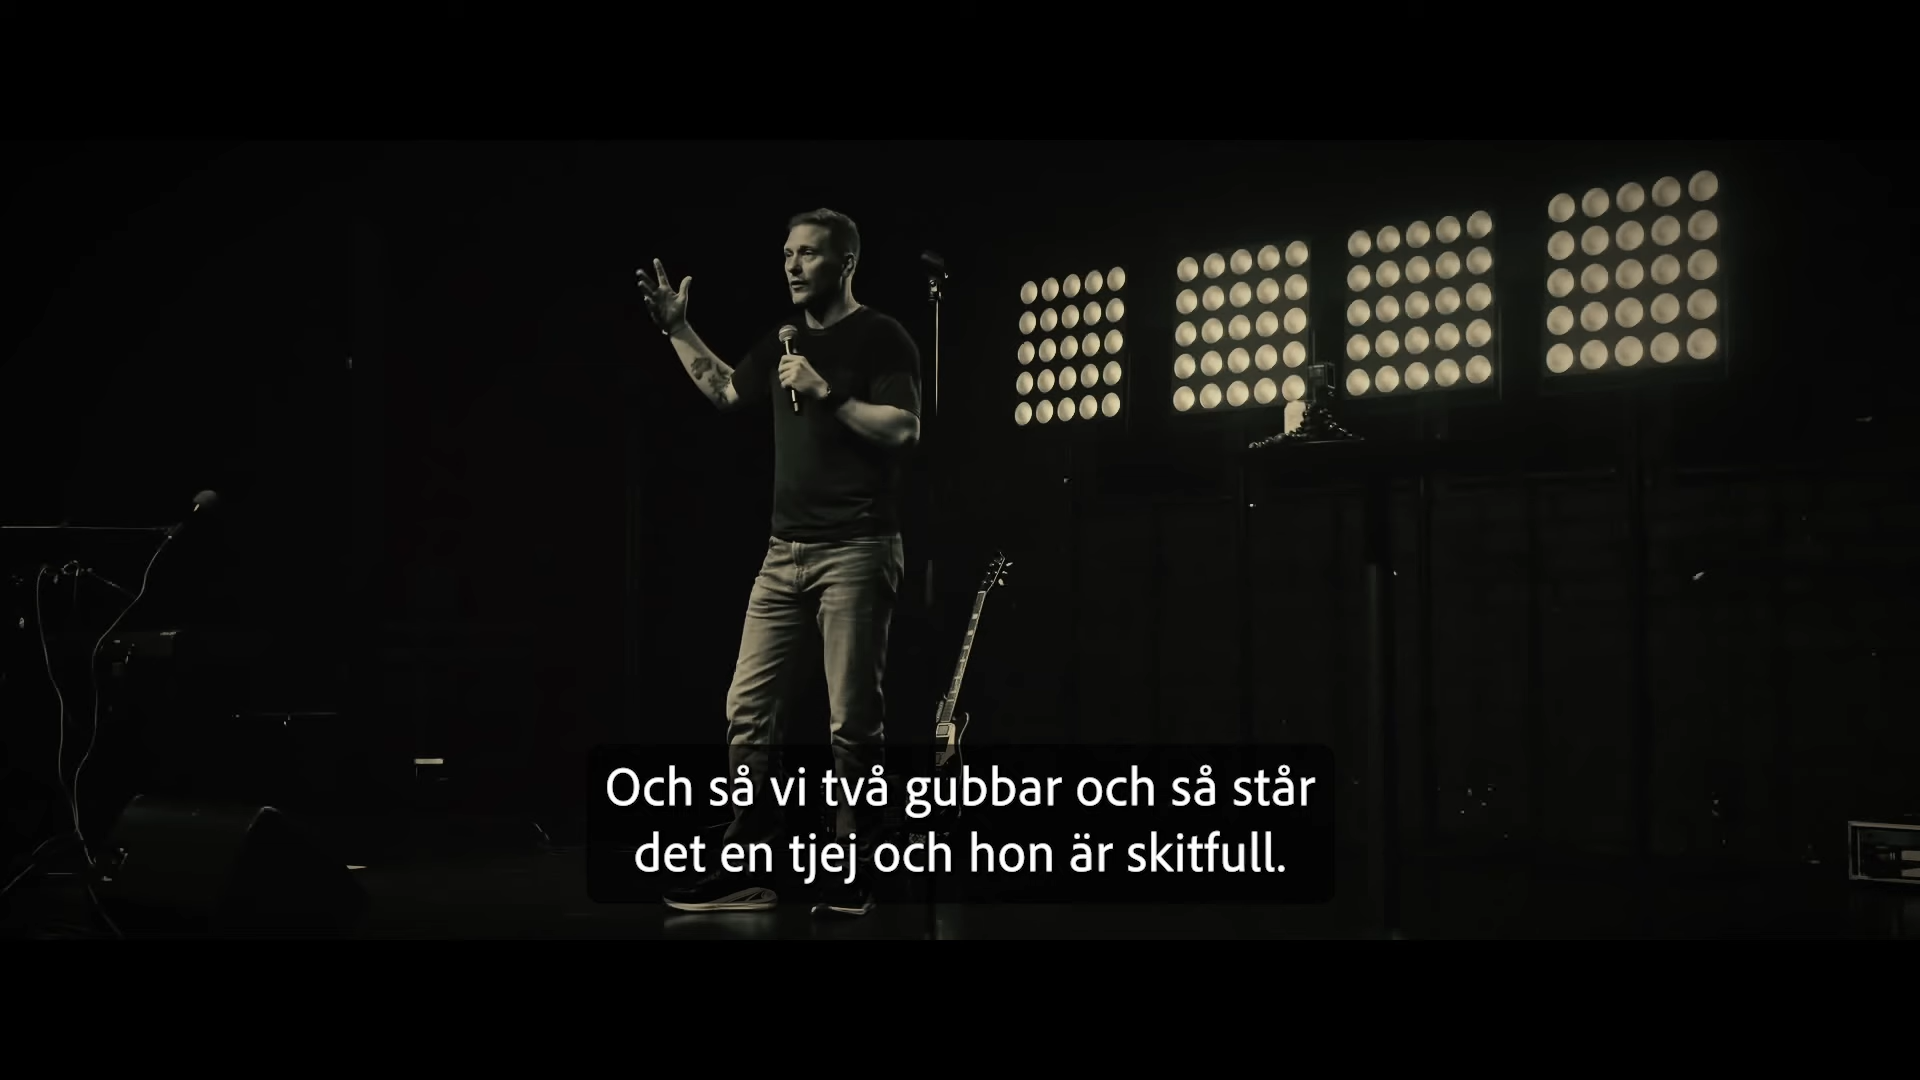 Och så vi två gubbar och så står
det en tjej och hon är skitfull.